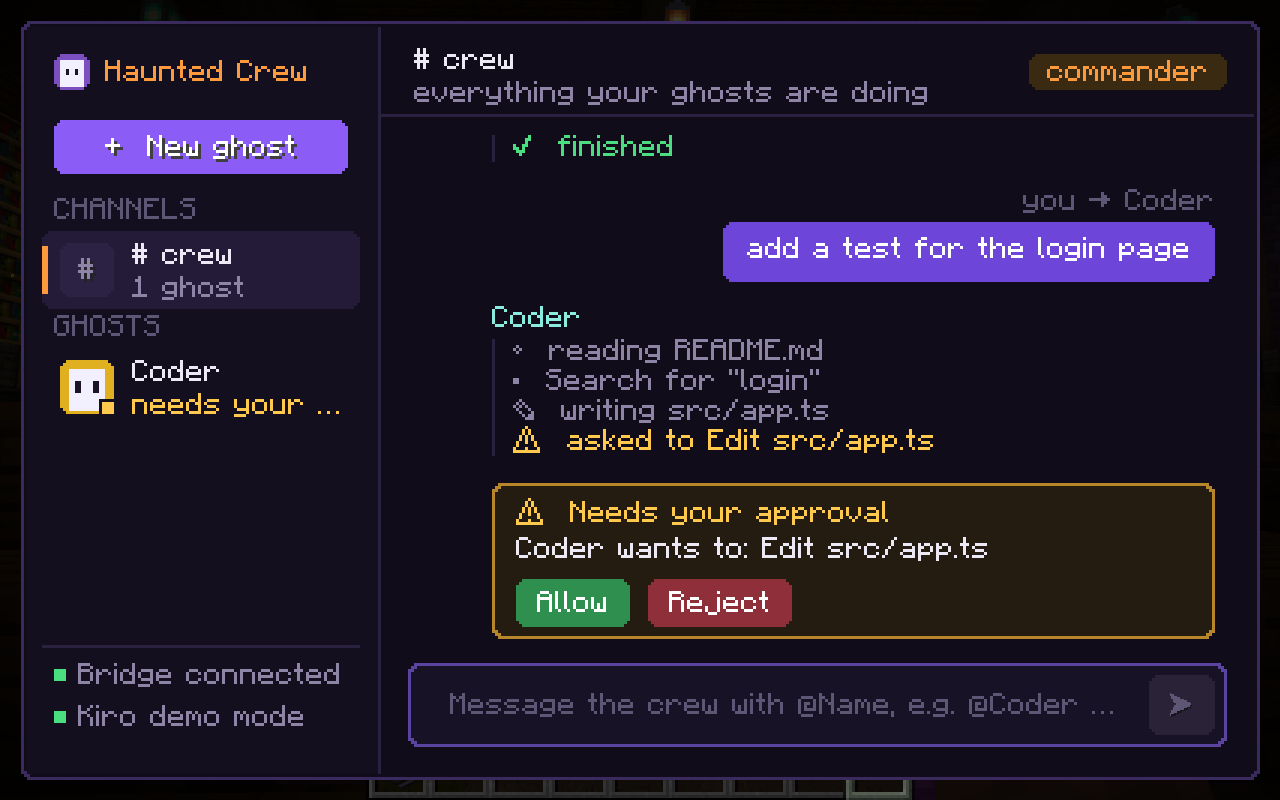 Haunted Crew
+ New ghost
CHANNELS
#
# crew
1 ghost
GHOSTS
Coder
needs your ...
Bridge connected
Kiro demo mode
# crew
everything your ghosts are doing
commander
✓ finished
you → Coder
add a test for the login page
Coder
reading README.md
Search for "login"
✎ writing src/app.ts
⚠ asked to Edit src/app.ts
⚠ Needs your approval
Coder wants to: Edit src/app.ts
Allow
Reject
Message the crew with @Name, e.g. @Coder ...